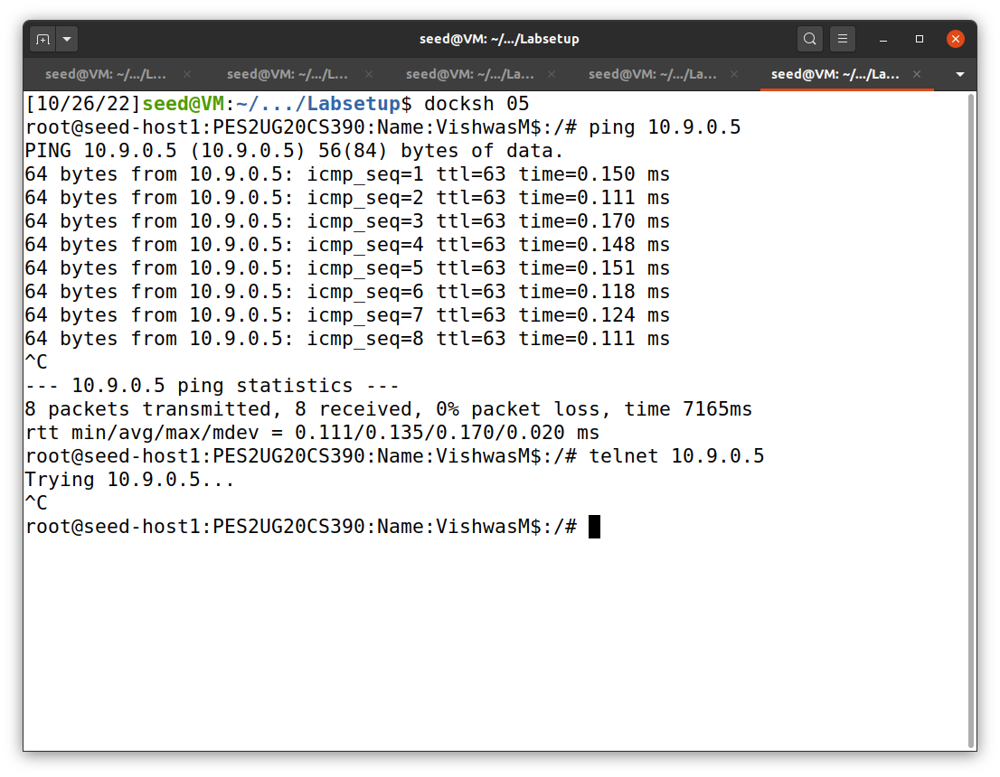 seed@VM: ~/.../Labsetup
seed@VM: ~/.../L...
seed@VM: ~/.../L...
seed@VM: ~/.../La...
seed@VM: ~/.../La...
seed@VM: ~/.../La...
[10/26/22]seed@VM:~/.../Labsetup$ docksh 05
root@seed-host1:PES2UG20CS390:Name:VishwasM$:/# ping 10.9.0.5
PING 10.9.0.5 (10.9.0.5) 56(84) bytes of data.
64 bytes from 10.9.0.5: icmp_seq=1 ttl=63 time=0.150 ms
64 bytes from 10.9.0.5: icmp_seq=2 ttl=63 time=0.111 ms
64 bytes from 10.9.0.5: icmp_seq=3 ttl=63 time=0.170 ms
64 bytes from 10.9.0.5: icmp_seq=4 ttl=63 time=0.148 ms
64 bytes from 10.9.0.5: icmp_seq=5 ttl=63 time=0.151 ms
64 bytes from 10.9.0.5: icmp_seq=6 ttl=63 time=0.118 ms
64 bytes from 10.9.0.5: icmp_seq=7 ttl=63 time=0.124 ms
64 bytes from 10.9.0.5: icmp_seq=8 ttl=63 time=0.111 ms
^C
--- 10.9.0.5 ping statistics ---
8 packets transmitted, 8 received, 0% packet loss, time 7165ms
rtt min/avg/max/mdev = 0.111/0.135/0.170/0.020 ms
root@seed-host1:PES2UG20CS390:Name:VishwasM$:/# telnet 10.9.0.5
Trying 10.9.0.5...
^C
root@seed-host1:PES2UG20CS390:Name:VishwasM$:/#